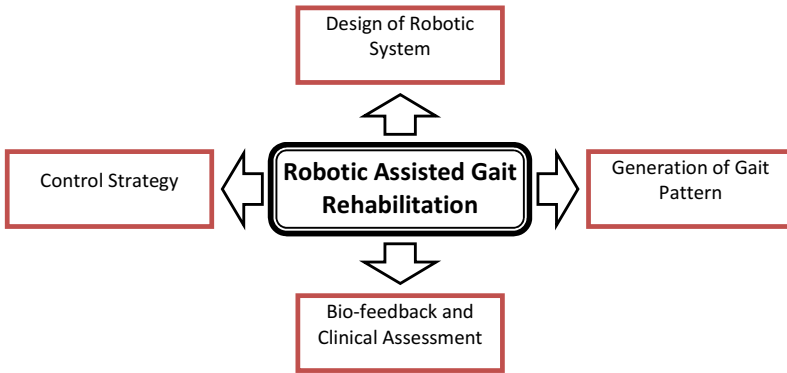 Design of Robotic
System
Control Strategy
Robotic Assisted Gait
Rehabilitation
Generation of Gait
Pattern
Bio-feedback and
Clinical Assessment